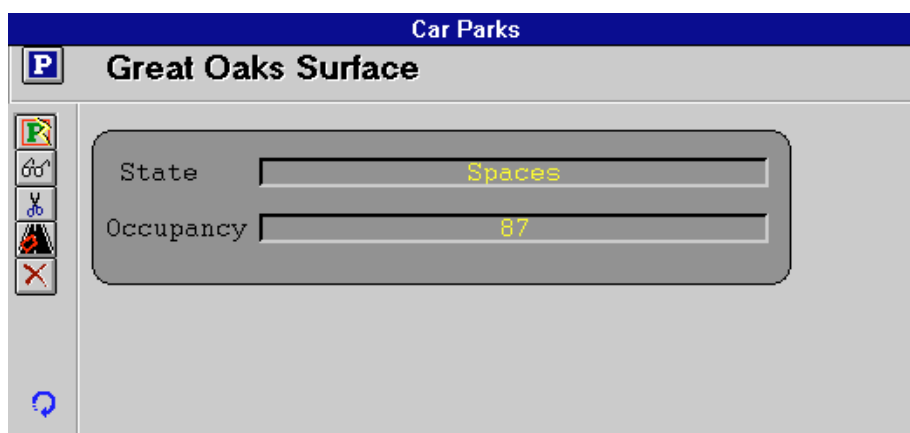 Car Parks
P Great Oaks Surface
P
State Spaces
Occupancy 87